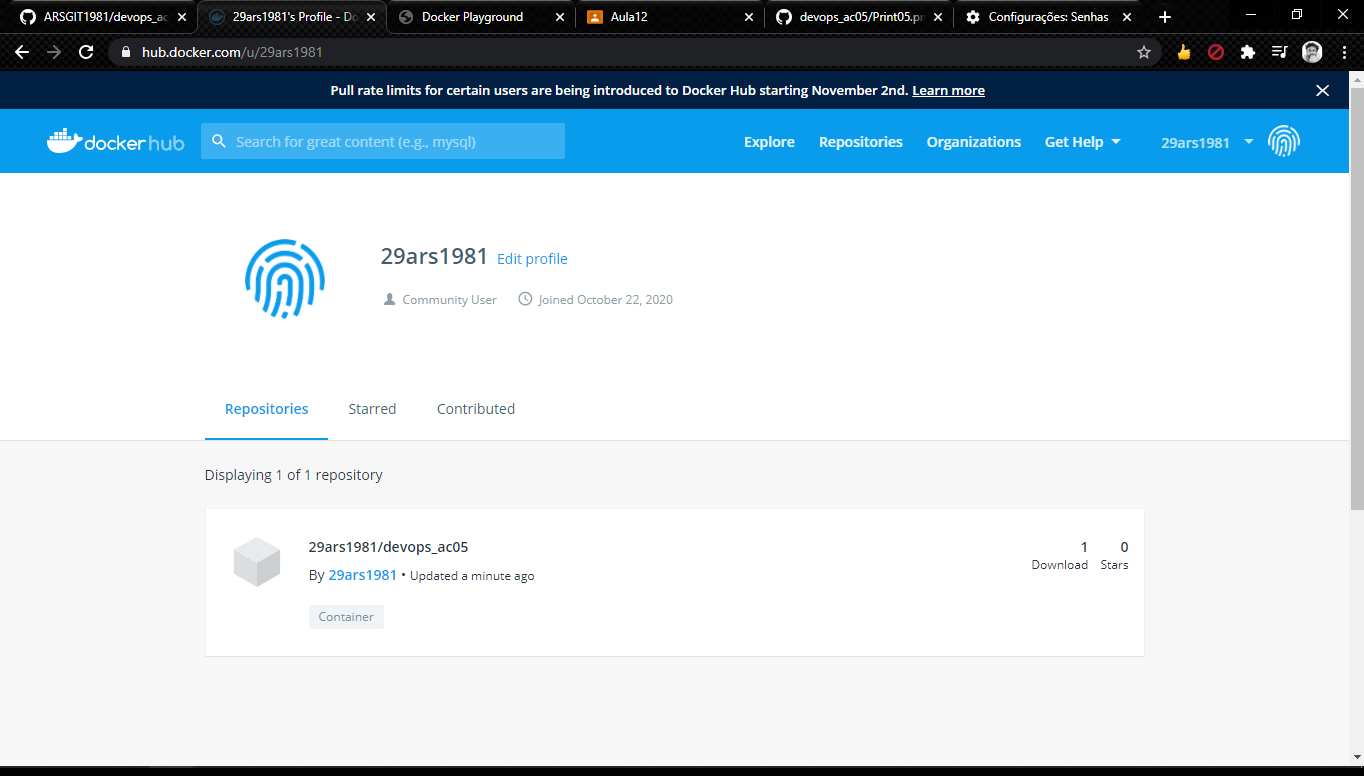 ARSGIT1981/devops_ac
29ars1981's Profile - Do
Docker Playground
Aula12
devops_ac05/Print05.pr
Configurações: Senhas
hub.docker.com/u/29ars1981
Pull rate limits for certain users are being introduced to Docker Hub starting November 2nd. Learn more
docker hub
Search for great content (e.g., mysql)
Explore
Repositories
Organizations
Get Help
29ars1981
29ars1981 Edit profile
Community User
Joined October 22, 2020
Repositories
Starred
Contributed
Displaying 1 of 1 repository
29ars1981/devops_ac05
By 29ars1981 • Updated a minute ago
Container
1
Download
0
Stars